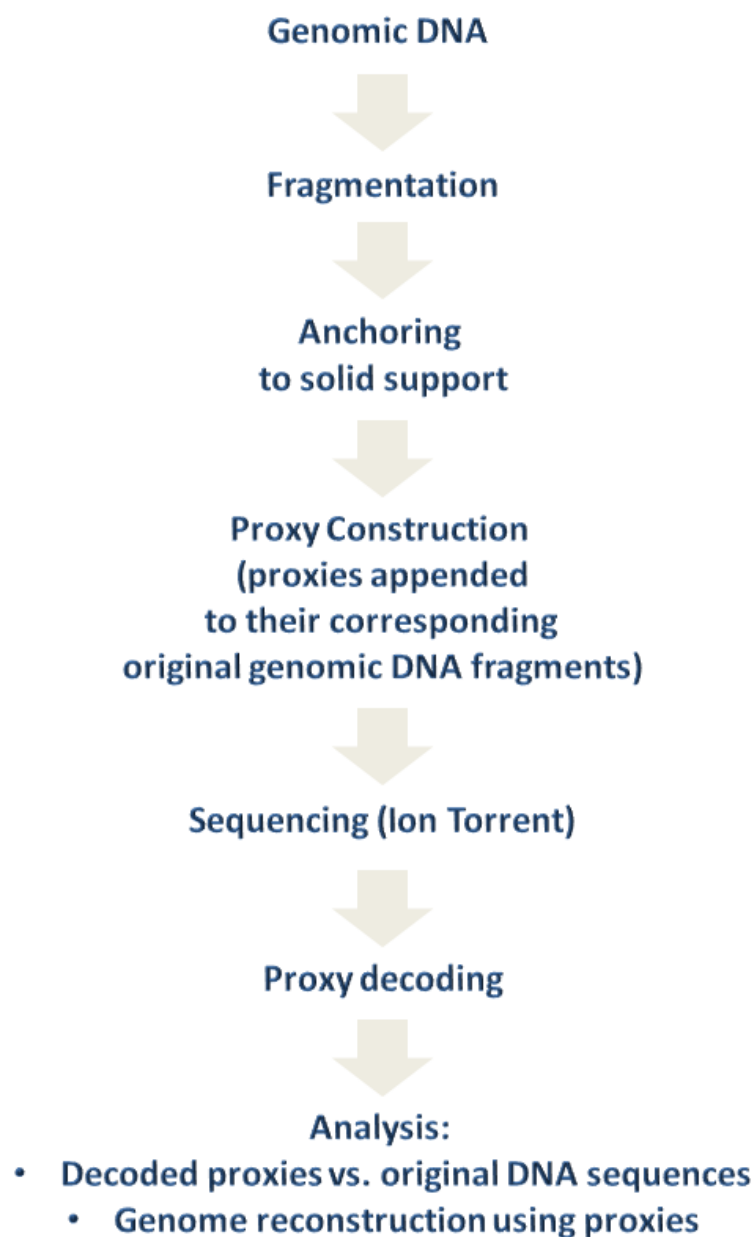 Genomic DNA
Fragmentation
Anchoring
to solid support
Proxy Construction
(proxies appended
to their corresponding
original genomic DNA fragments)
Sequencing (Ion Torrent)
Proxy decoding
Analysis:
• Decoded proxies vs. original DNA sequences
• Genome reconstruction using proxies